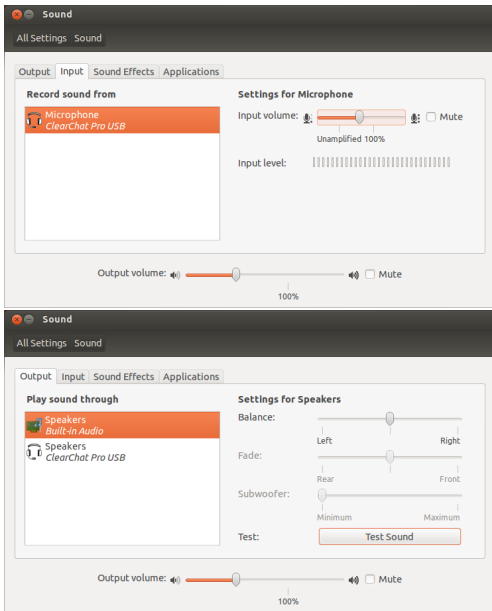 Sound
All Settings Sound
Output Input Sound Effects Applications
Record sound from
Settings for Microphone
Microphone
ClearChat Pro USB
Input volume:
Mute
Unamplified 100%
Input level:
Output volume:
Mute
100%
Sound
All Settings Sound
Output Input Sound Effects Applications
Play sound through
Settings for Speakers
Speakers
Built-in Audio
Speakers
ClearChat Pro USB
Balance:
Left Right
Fade:
Rear Front
Subwoofer:
Minimum Maximum
Test:
Test Sound
Output volume:
Mute
100%